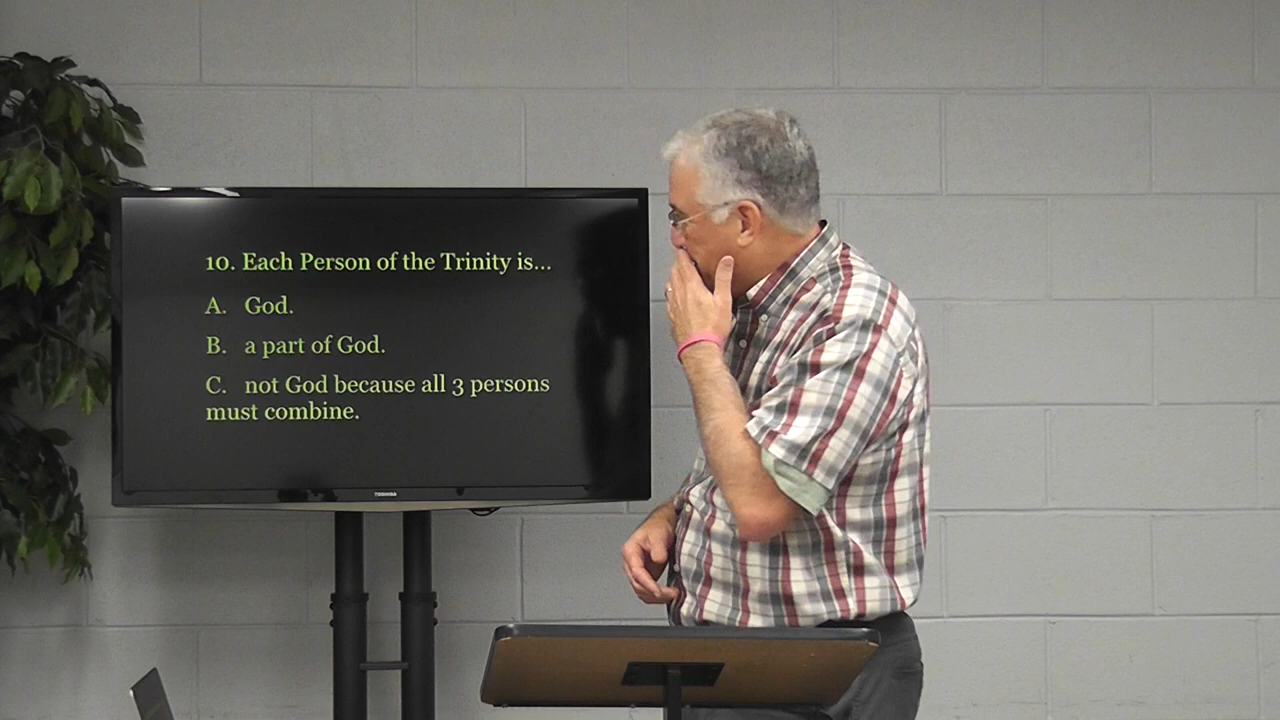 10. Each Person of the Trinity is...
A. God.
B. a part of God.
C. not God because all 3 persons
must combine.
TOSHIBA